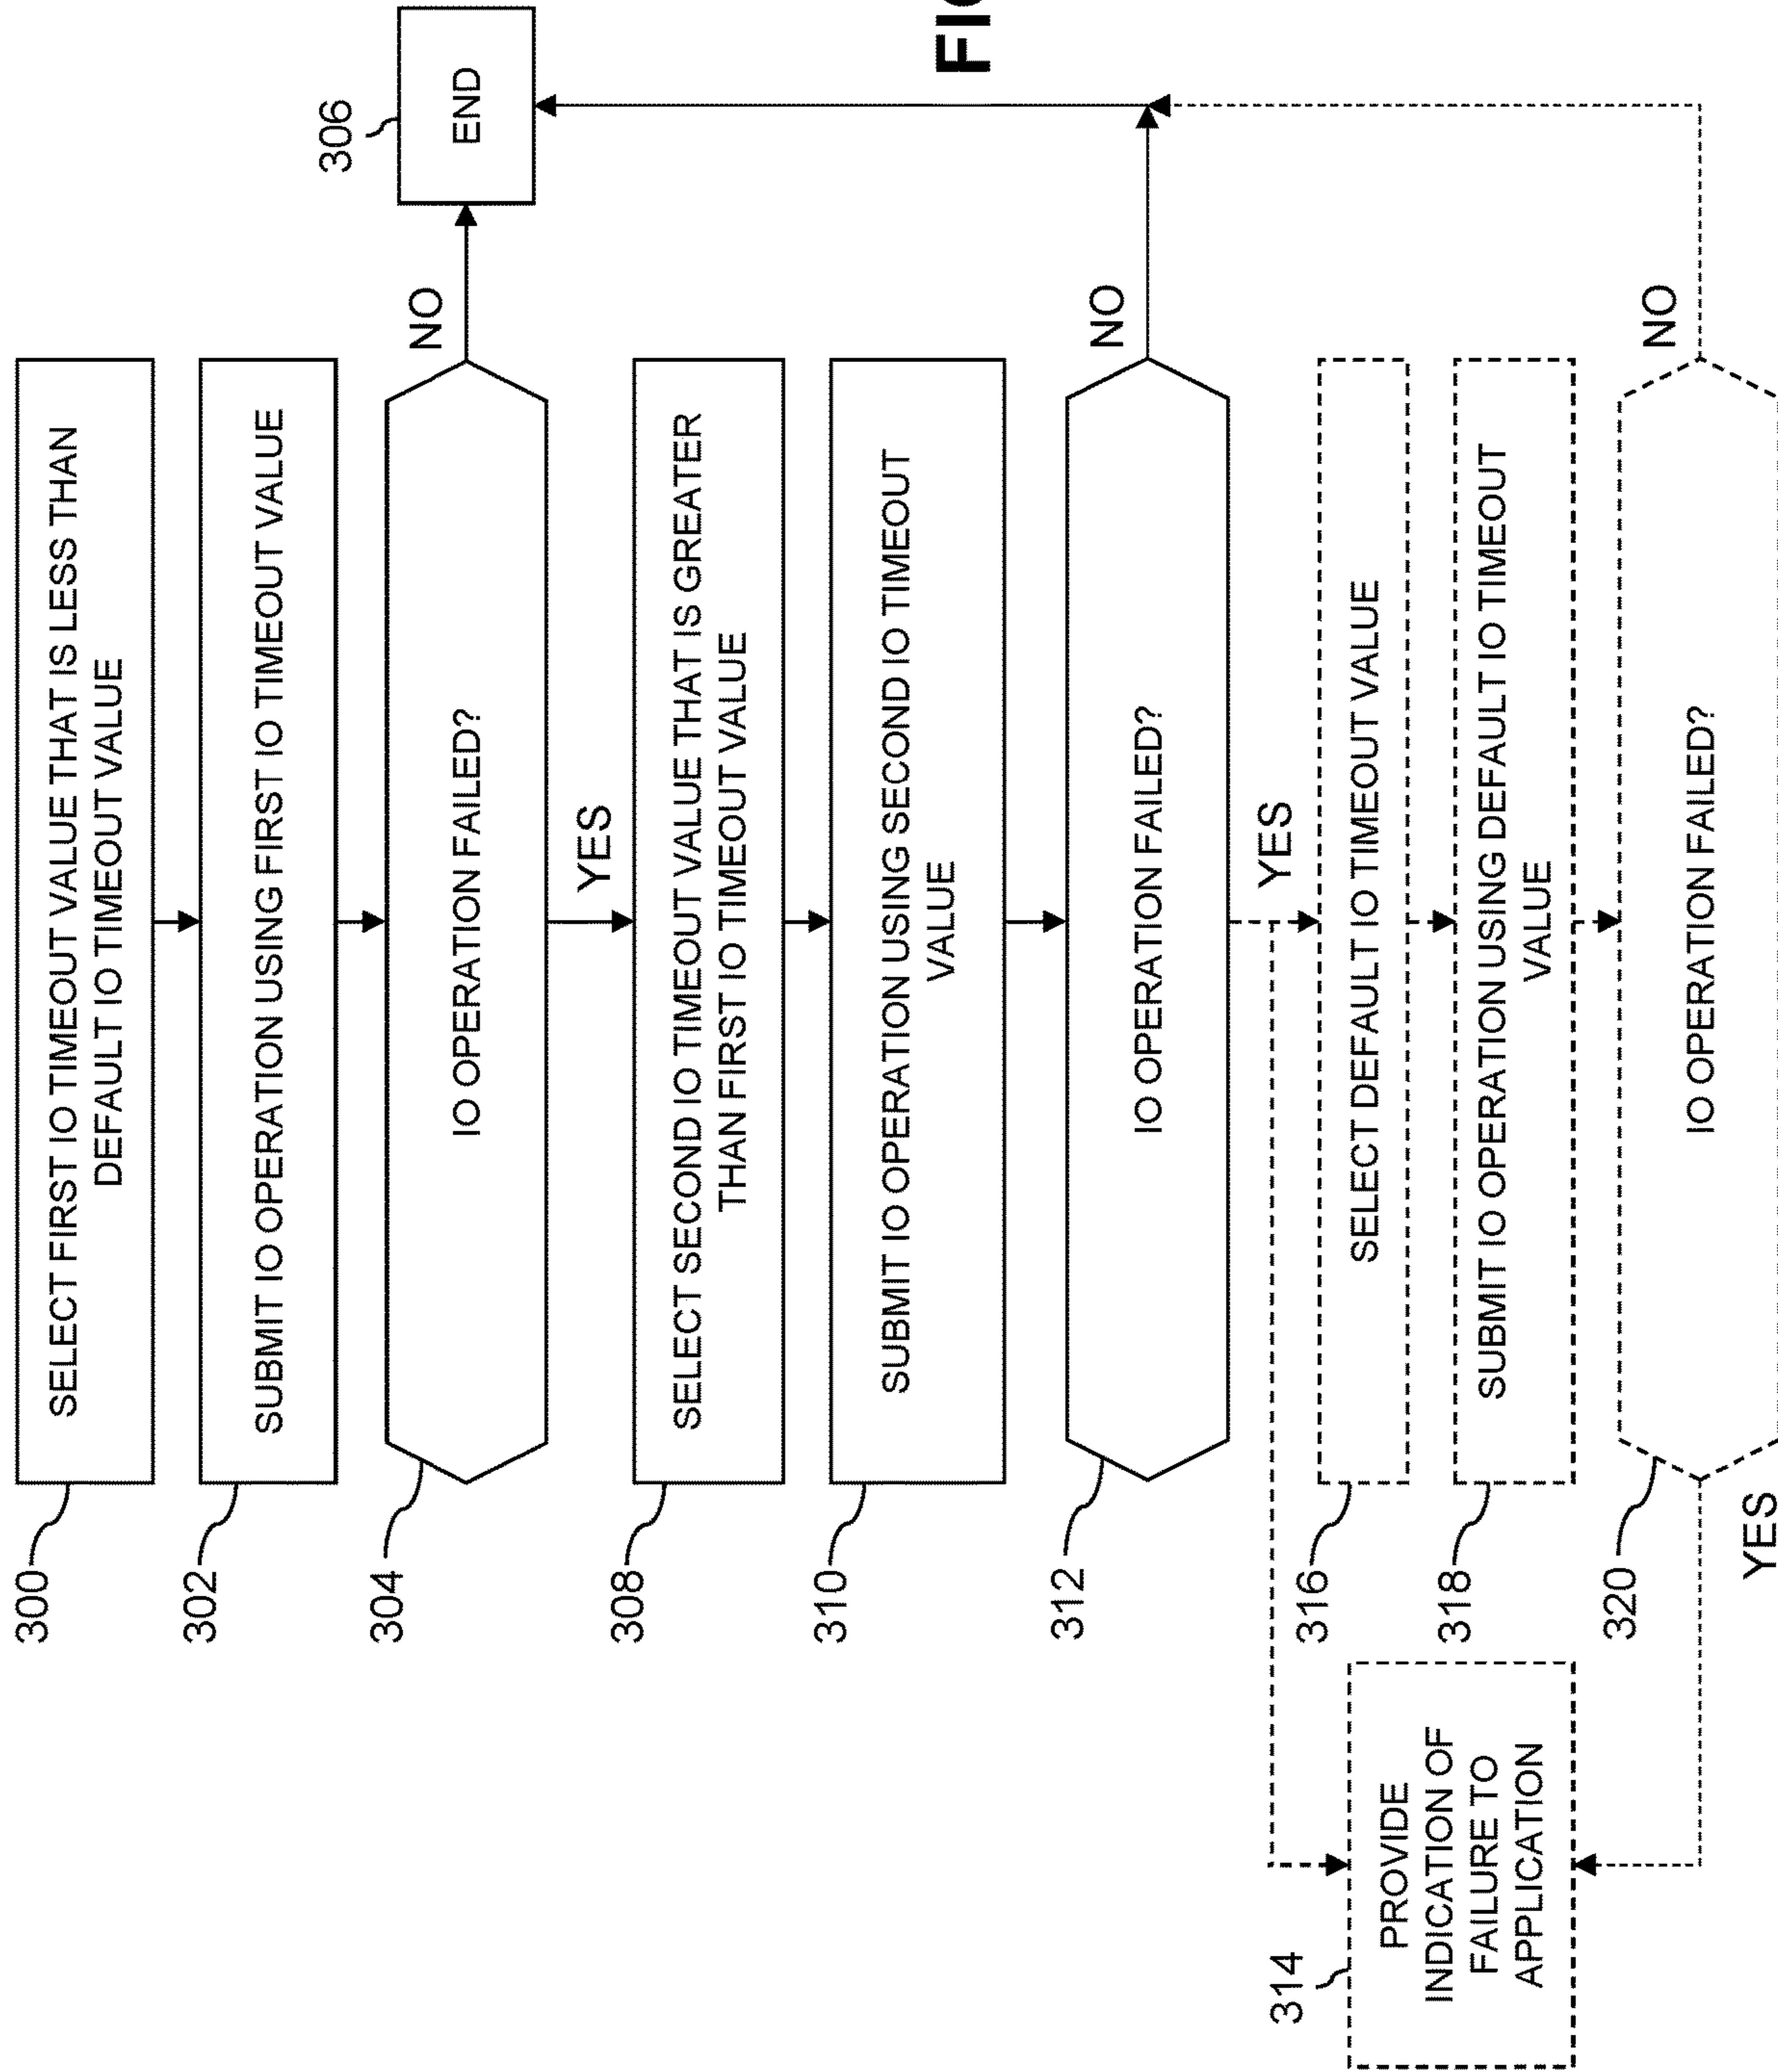 300
SELECT FIRST IO TIMEOUT VALUE THAT IS LESS THAN
DEFAULT IO TIMEOUT VALUE
302
SUBMIT IO OPERATION USING FIRST IO TIMEOUT VALUE
304
IO OPERATION FAILED?
NO
306
END
YES
308
SELECT SECOND IO TIMEOUT VALUE THAT IS GREATER
THAN FIRST IO TIMEOUT VALUE
310
SUBMIT IO OPERATION USING SECOND IO TIMEOUT
VALUE
312
IO OPERATION FAILED?
NO
YES
314
PROVIDE
INDICATION OF
FAILURE TO
APPLICATION
316
SELECT DEFAULT IO TIMEOUT VALUE
318
SUBMIT IO OPERATION USING DEFAULT IO TIMEOUT
VALUE
320
IO OPERATION FAILED?
NO
YES